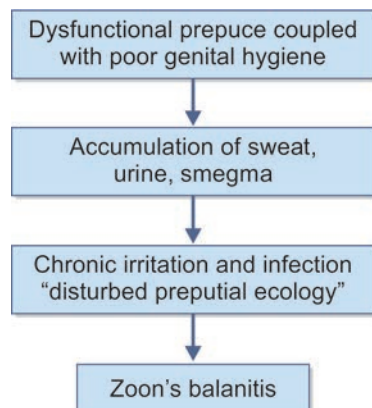 Dysfunctional prepuce coupled
with poor genital hygiene
Accumulation of sweat,
urine, smegma
Chronic irritation and infection
“disturbed preputial ecology”
Zoon’s balanitis